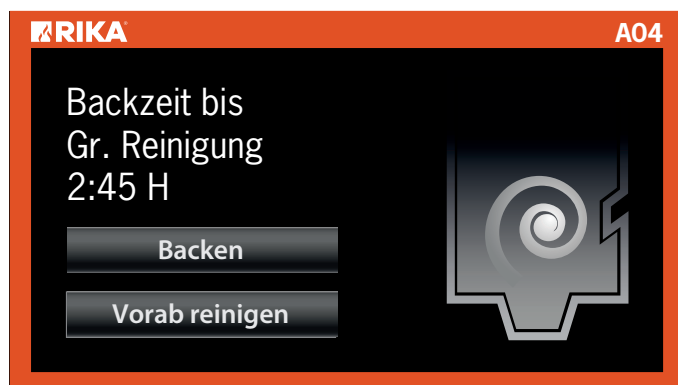 RIKA
A04
Backzeit bis
Gr. Reinigung
2:45 H
Backen
Vorab reinigen